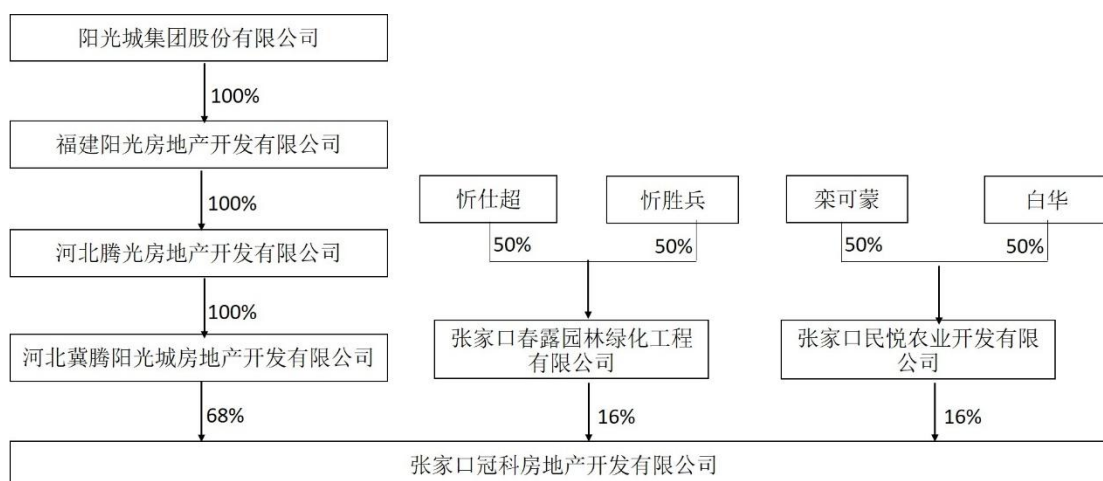 阳光城集团股份有限公司
100%
福建阳光房地产开发有限公司
100%
河北腾光房地产开发有限公司
100%
河北冀腾阳光城房地产开发有限公司
68%
忻仕超
忻胜兵
50%
50%
张家口春露园林绿化工程
有限公司
16%
栾可蒙
白华
50%
50%
张家口民悦农业开发有限
公司
16%
张家口冠科房地产开发有限公司